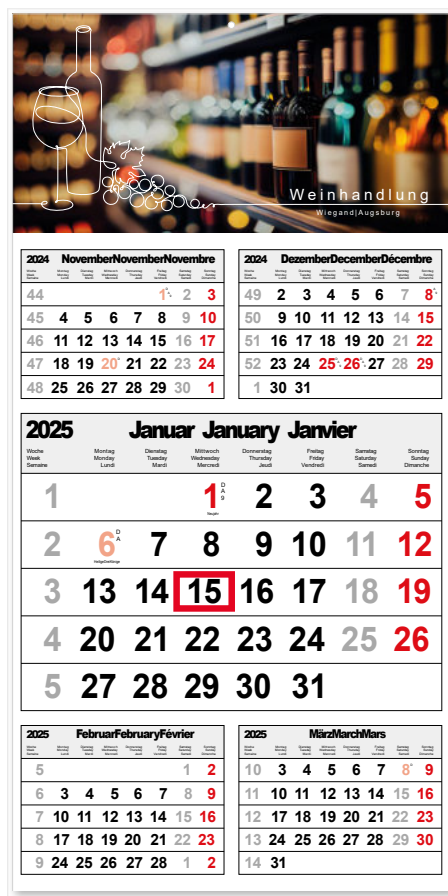 Weinhandlung
Wiegand|Augsburg
2024 NovemberNovemberNovembre
44 1 2 3
45 4 5 6 7 8 9 10
46 11 12 13 14 15 16 17
47 18 19 20 21 22 23 24
48 25 26 27 28 29 30 1
2024 DezemberDecemberDécembre
49 2 3 4 5 6 7 8
50 9 10 11 12 13 14 15
51 16 17 18 19 20 21 22
52 23 24 25 26 27 28 29
1 30 31
2025 Januar January Janvier
Woche Montag Dienstag Mittwoch Donnerstag Freitag Samstag Sonntag
Week Monday Tuesday Wednesday Thursday Friday Saturday Sunday
Semaine Lundi Mardi Mercredi Jeudi Vendredi Samedi Dimanche
1 1 D A 9 2 3 4 5
Neujahr
2 6 D A 7 8 9 10 11 12
3 13 14 15 16 17 18 19
4 20 21 22 23 24 25 26
5 27 28 29 30 31
2025 FebruarFebruaryFévrier
5 1 2
6 3 4 5 6 7 8 9
7 10 11 12 13 14 15 16
8 17 18 19 20 21 22 23
9 24 25 26 27 28 1 2
2025 MärzMarchMars
10 3 4 5 6 7 8 9
11 10 11 12 13 14 15 16
12 17 18 19 20 21 22 23
13 24 25 26 27 28 29 30
14 31